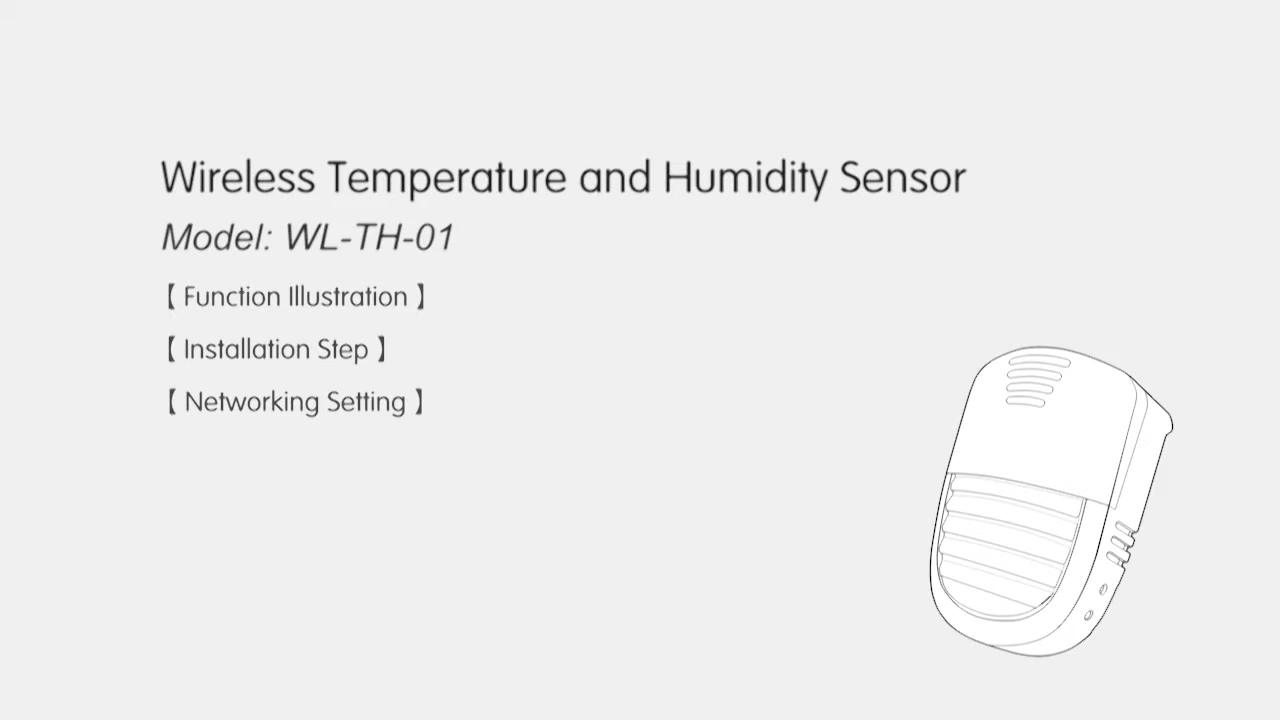 Wireless Temperature and Humidity Sensor
Model: WL-TH-01
【 Function Illustration 】
【 Installation Step 】
【 Networking Setting 】